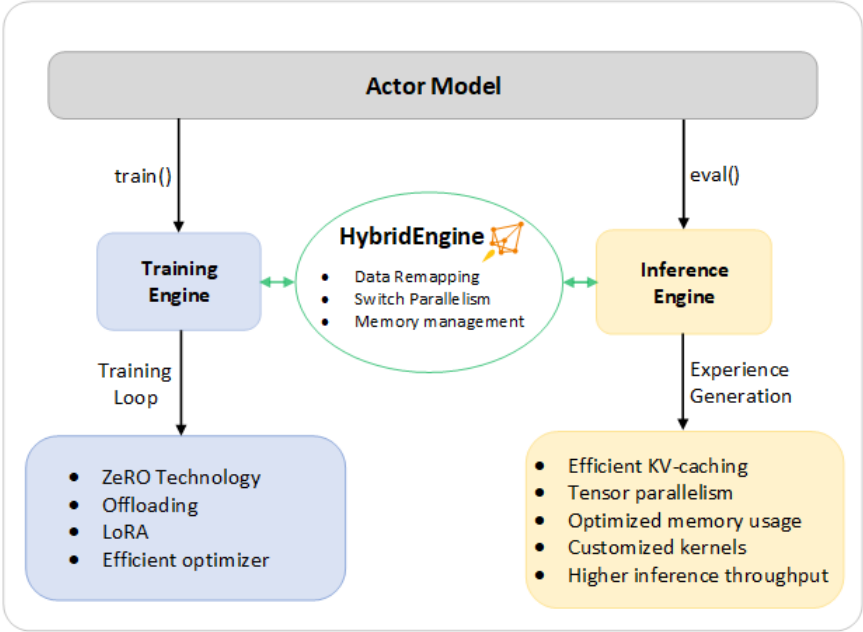 Actor Model
train()
eval()
HybridEngine
• Data Remapping
• Switch Parallelism
• Memory management
Training
Engine
Inference
Engine
Training
Loop
Experience
Generation
• ZeRO Technology
• Offloading
• LoRA
• Efficient optimizer
• Efficient KV-caching
• Tensor parallelism
• Optimized memory usage
• Customized kernels
• Higher inference throughput